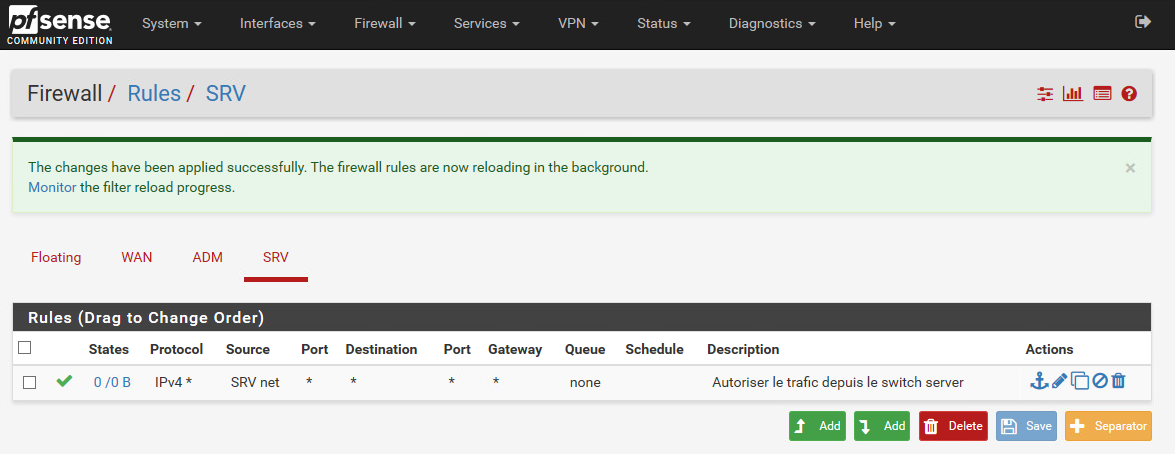 pfsense
COMMUNITY EDITION
System Interfaces Firewall Services VPN Status Diagnostics Help
Firewall / Rules / SRV
The changes have been applied successfully. The firewall rules are now reloading in the background.
Monitor the filter reload progress.
Floating WAN ADM SRV
Rules (Drag to Change Order)
States Protocol Source Port Destination Port Gateway Queue Schedule Description Actions
0 /0 B IPv4 * SRV net * * * * none Autoriser le trafic depuis le switch server
Add Add Delete Save Separator